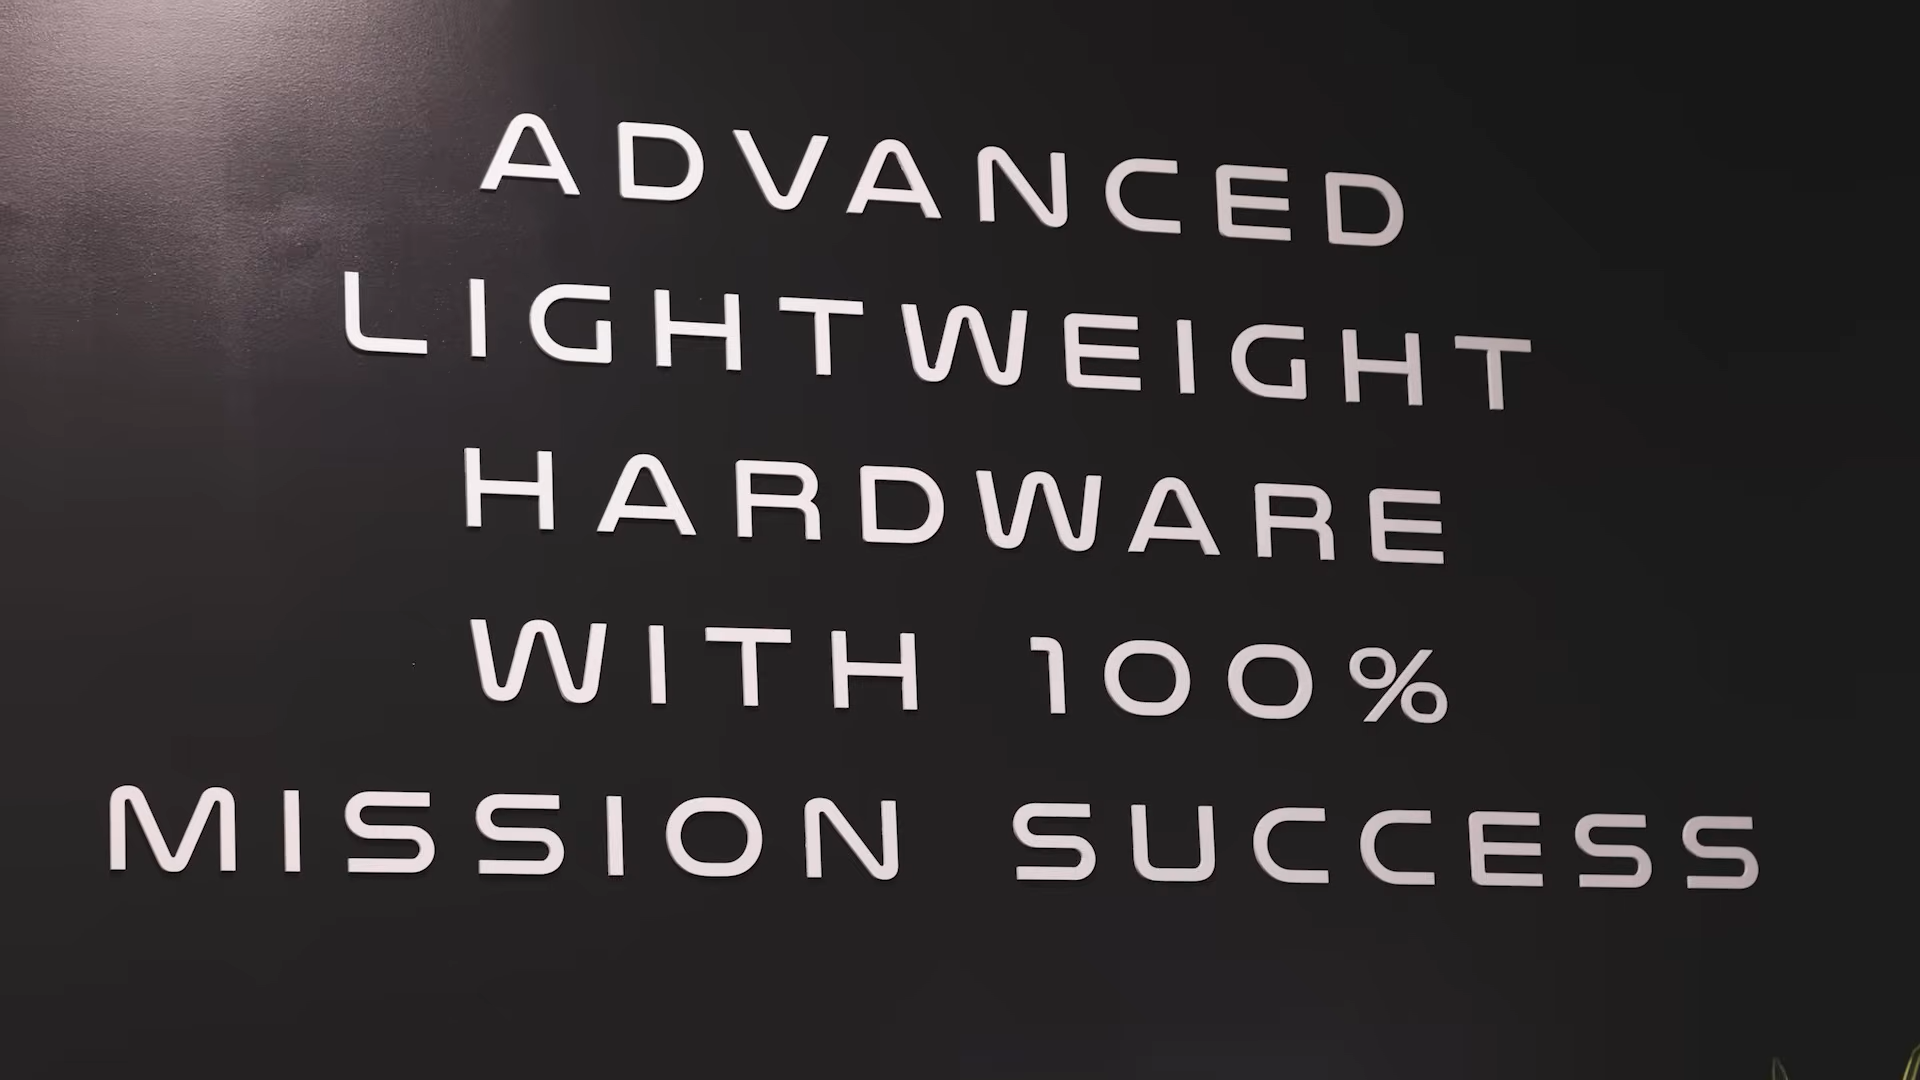 ADVANCED
LIGHTWEIGHT
HARDWARE
WITH 100%
MISSION SUCCESS